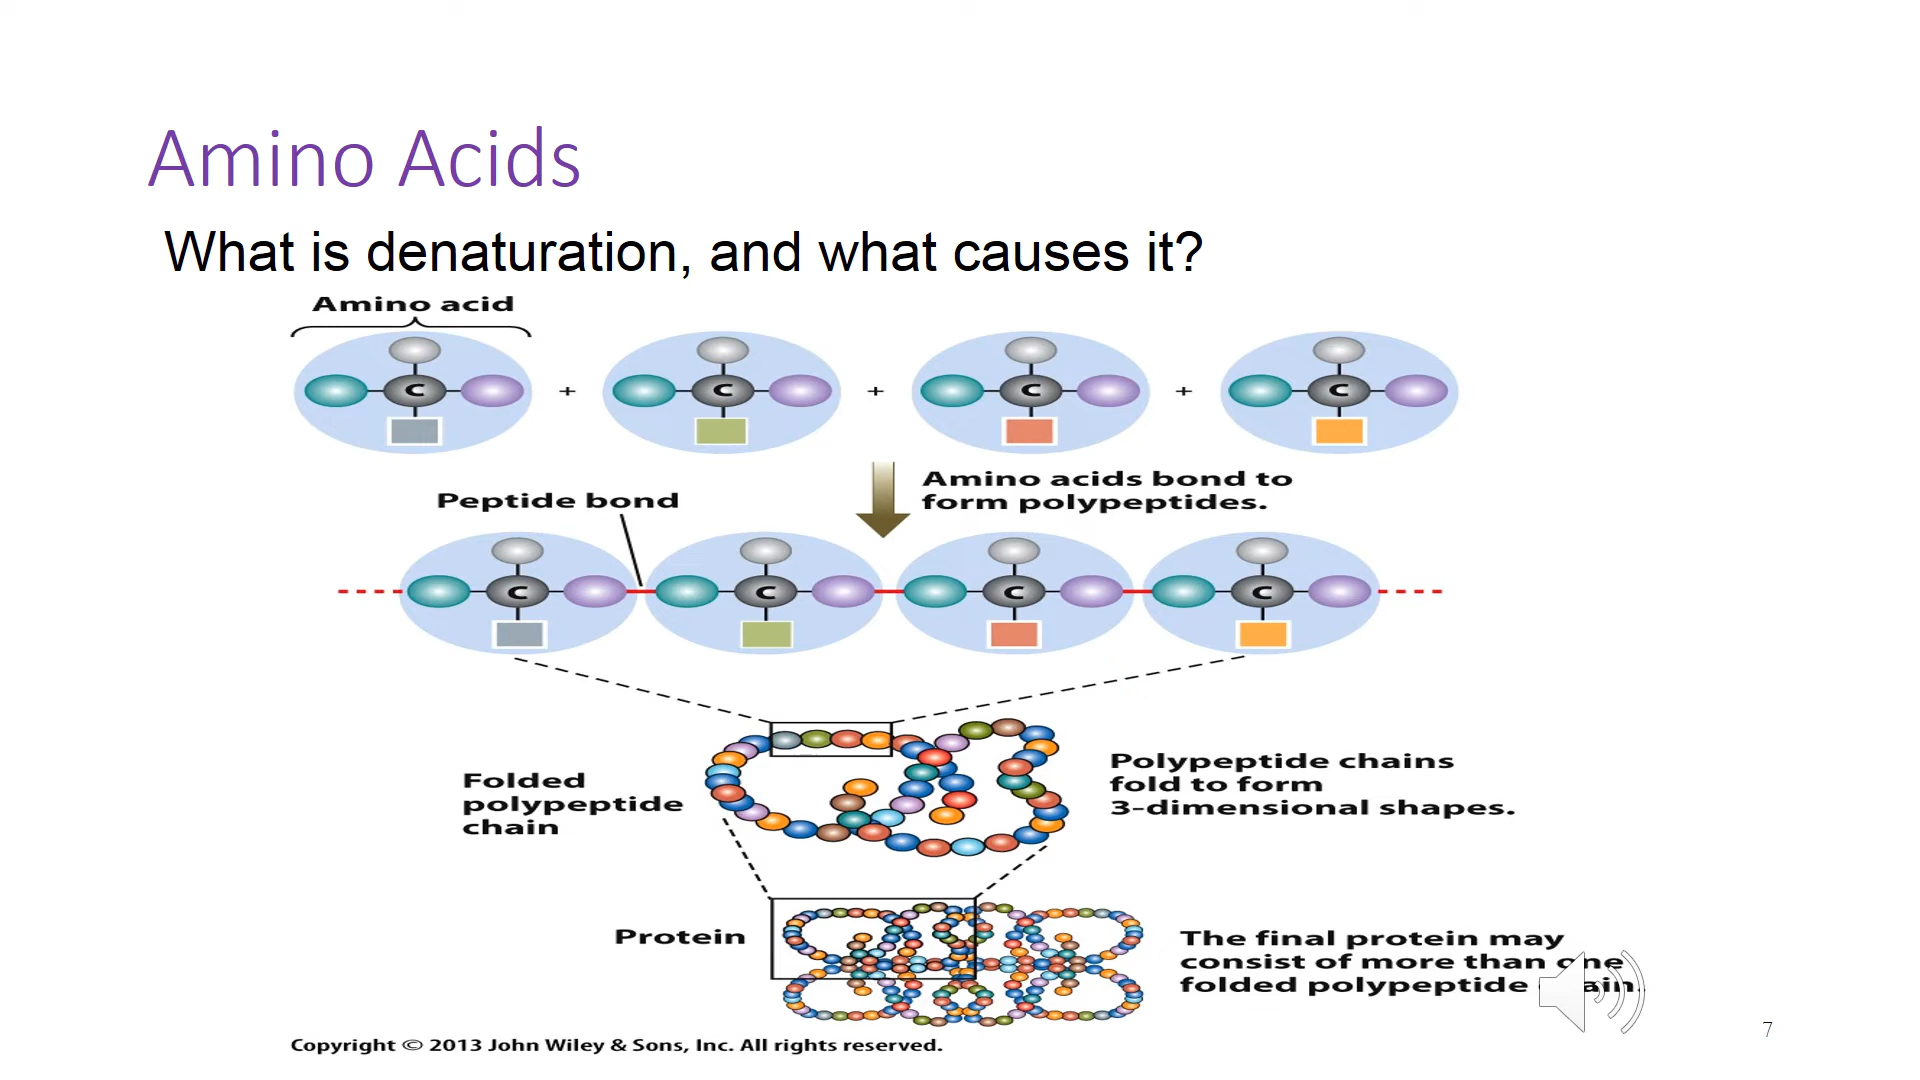 Amino Acids
What is denaturation, and what causes it?
Amino acid
C + C + C + C
Amino acids bond to
form polypeptides.
Peptide bond
C C C C
Folded
polypeptide
chain
Polypeptide chains
fold to form
3-dimensional shapes.
Protein
The final protein may
consist of more than one
folded polypeptide chain.
Copyright © 2013 John Wiley & Sons, Inc. All rights reserved.
7